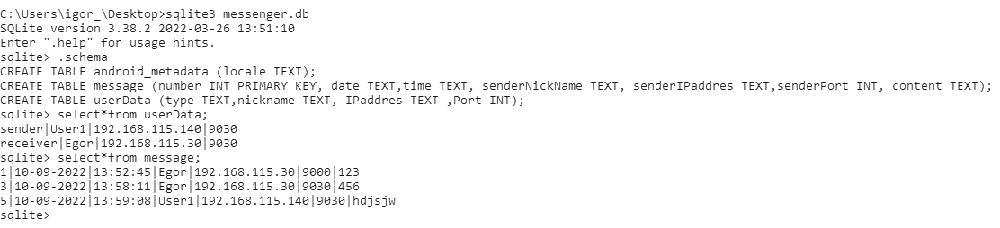 C:\Users\igor_\Desktop>sqlite3 messenger.db
SQLite version 3.38.2 2022-03-26 13:51:10
Enter ".help" for usage hints.
sqlite> .schema
CREATE TABLE android_metadata (locale TEXT);
CREATE TABLE message (number INT PRIMARY KEY, date TEXT,time TEXT, senderNickName TEXT, senderIPaddres TEXT,senderPort INT, content TEXT);
CREATE TABLE userData (type TEXT,nickname TEXT, IPaddres TEXT ,Port INT);
sqlite> select*from userData;
sender|User1|192.168.115.140|9030
receiver|Egor|192.168.115.30|9030
sqlite> select*from message;
1|10-09-2022|13:52:45|Egor|192.168.115.30|9000|123
3|10-09-2022|13:58:11|Egor|192.168.115.30|9030|456
5|10-09-2022|13:59:08|User1|192.168.115.140|9030|hdjsjw
sqlite>